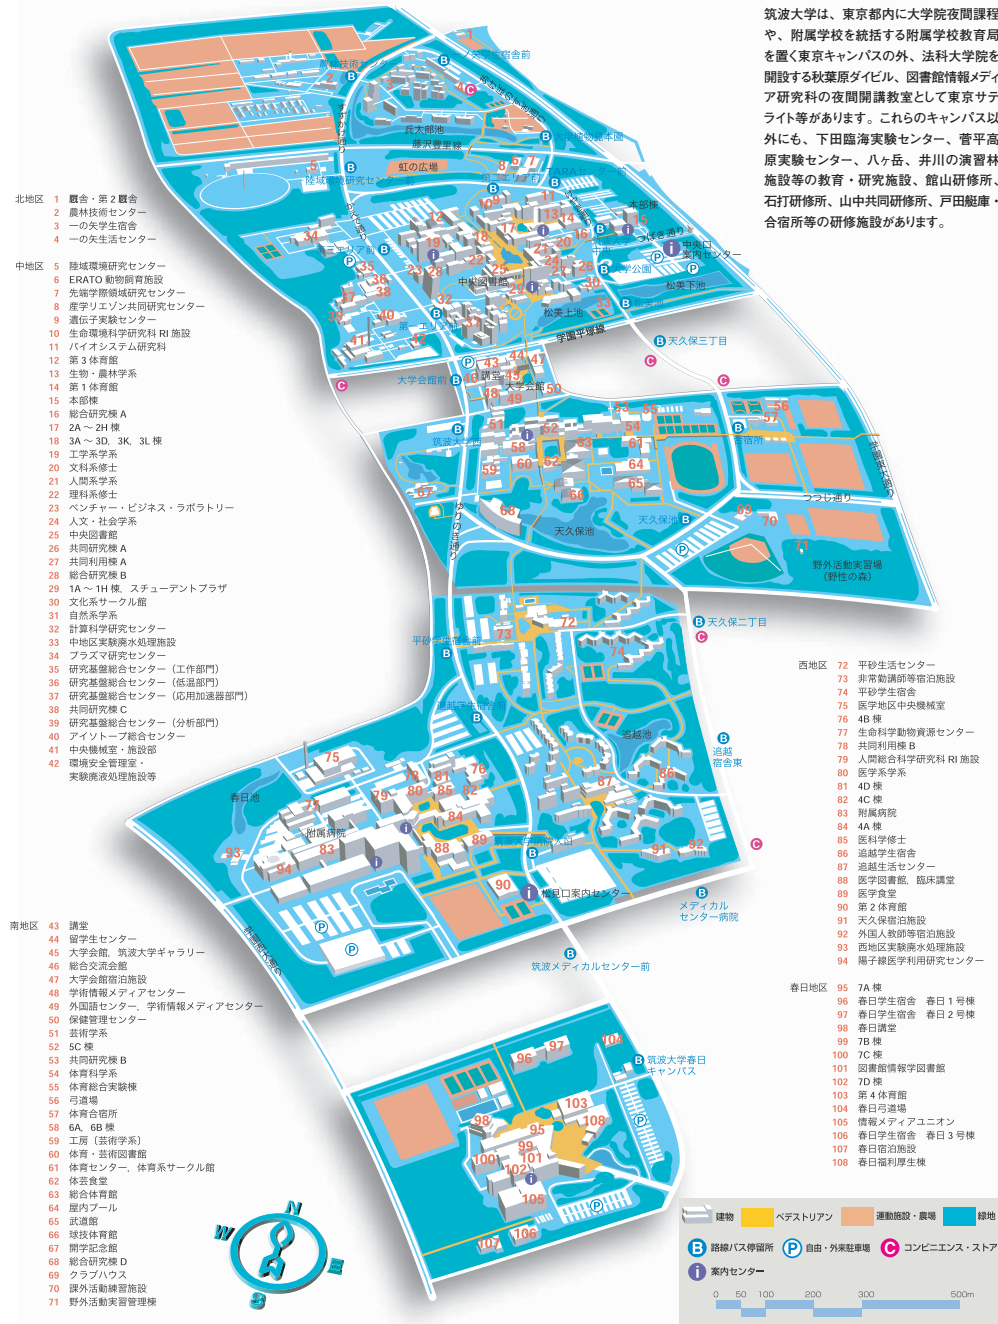 筑波大学は、東京都内に大学院夜間課程
や、附属学校を統括する附属学校教育局
を置く東京キャンパスの外、法科大学院を
開設する秋葉原ダイビル、図書館情報メディ
ア研究科の夜間開講教室として東京サテ
ライト等があります。これらのキャンパス以
外にも、下田臨海実験センター、菅平高
原実験センター、八ヶ岳、井川の演習林
施設等の教育・研究施設、館山研修所、
石打研修所、山中共同研修所、戸田艇庫・
合宿所等の研修施設があります。
北地区 1 厩舎・第２厩舎
2 農林技術センター
3 一の矢学生宿舎
4 一の矢生活センター
中地区 5 陸域環境研究センター
6 ERATO 動物飼育施設
7 先端学際領域研究センター
8 産学リエゾン共同研究センター
9 遺伝子実験センター
10 生命環境科学研究科 RI 施設
11 バイオシステム研究科
12 第 3 体育館
13 生物・農林学系
14 第 1 体育館
15 本部棟
16 総合研究棟 A
17 2A ～ 2H 棟
18 3A ～ 3D，3K，3L 棟
19 工学系学系
20 文科系修士
21 人間系学系
22 理科系修士
23 ベンチャー・ビジネス・ラボラトリー
24 人文・社会学系
25 中央図書館
26 共同研究棟 A
27 共同利用棟 A
28 総合研究棟 B
29 1A ～ 1H 棟，スチューデントプラザ
30 文化系サークル館
31 自然系学系
32 計算科学研究センター
33 中地区実験廃水処理施設
34 プラズマ研究センター
35 研究基盤総合センター（工作部門）
36 研究基盤総合センター（低温部門）
37 研究基盤総合センター（応用加速器部門）
38 共同研究棟 C
39 研究基盤総合センター（分析部門）
40 アイソトープ総合センター
41 中央機械室・施設部
42 環境安全管理室・
実験廃液処理施設等
南地区 43 講堂
44 留学生センター
45 大学会館，筑波大学ギャラリー
46 総合交流会館
47 大学会館宿泊施設
48 学術情報メディアセンター
49 外国語センター，学術情報メディアセンター
50 保健管理センター
51 芸術学系
52 5C 棟
53 共同研究棟 B
54 体育科学系
55 体育総合実験棟
56 弓道場
57 体育合宿所
58 6A，6B 棟
59 工房〔芸術学系〕
60 体育・芸術図書館
61 体育センター，体育系サークル館
62 体芸食堂
63 総合体育館
64 屋内プール
65 武道館
66 球技体育館
67 開学記念館
68 総合研究棟 D
69 クラブハウス
70 課外活動練習施設
71 野外活動実習管理棟
西地区 72 平砂生活センター
73 非常勤講師等宿泊施設
74 平砂学生宿舎
75 医学地区中央機械室
76 4B 棟
77 生命科学動物資源センター
78 共同利用棟 B
79 人間総合科学研究科 RI 施設
80 医学系学系
81 4D 棟
82 4C 棟
83 附属病院
84 4A 棟
85 医科学修士
86 追越学生宿舎
87 追越生活センター
88 医学図書館，臨床講堂
89 医学食堂
90 第 2 体育館
91 天久保宿泊施設
92 外国人教師等宿泊施設
93 西地区実験廃水処理施設
94 陽子線医学利用研究センター
春日地区 95 7A 棟
96 春日学生宿舎　春日 1 号棟
97 春日学生宿舎　春日 2 号棟
98 春日講堂
99 7B 棟
100 7C 棟
101 図書館情報学図書館
102 7D 棟
103 第 4 体育館
104 春日弓道場
105 情報メディアユニオン
106 春日学生宿舎　春日 3 号棟
107 春日宿泊施設
108 春日福利厚生棟
兵太郎池
藤沢豊里線
虹の広場
本部棟
つばき通り
中央口
案内センター
松美下池
大学公園
中央図書館
松美上池
学園平塚線
天久保三丁目
大学会館前
講堂
大学会館
天久保池
つつじ通り
野外活動実習場
（野性の森）
ゆりのき通り
平砂学生宿舎前
天久保二丁目
追越学生宿舎前
追越池
追越
宿舎東
春日池
附属病院
筑波大学病院入口
松見口案内センター
メディカル
センター病院
筑波メディカルセンター前
筑波大学春日
キャンパス
N
W
E
S
建物
ペデストリアン
運動施設・農場
緑地
B 路線バス停留所
P 自由・外来駐車場
C コンビニエンス・ストア
i 案内センター
0 50 100 200 300 500m